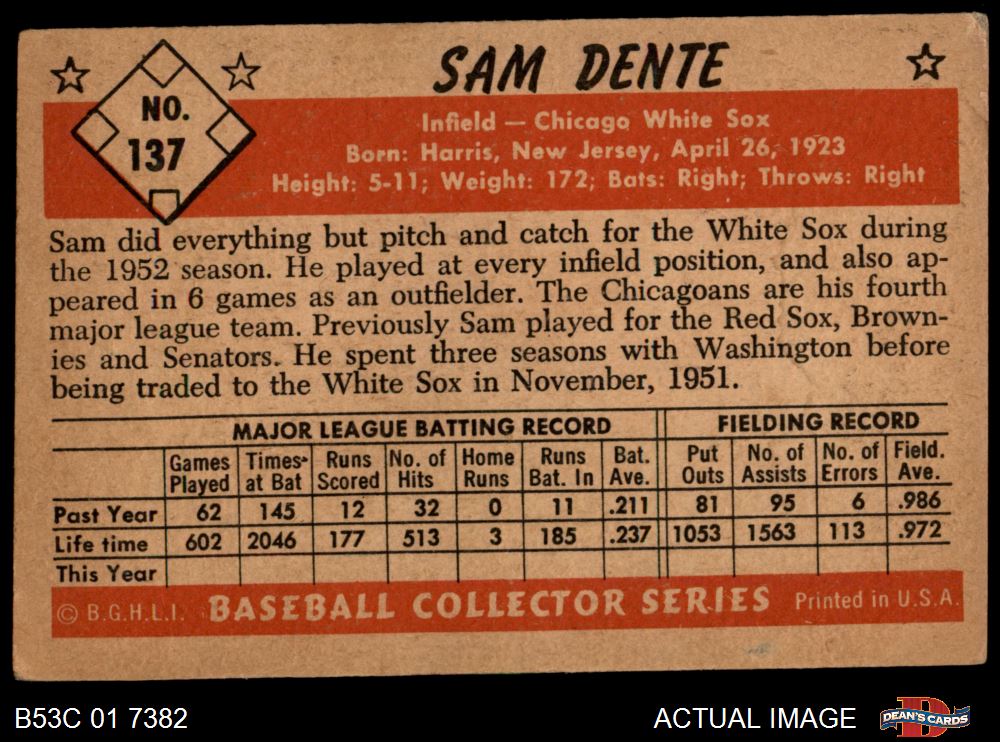 SAM DENTE
NO.
137
Infield — Chicago White Sox
Born: Harris, New Jersey, April 26, 1923
Height: 5-11; Weight: 172; Bats: Right; Throws: Right
Sam did everything but pitch and catch for the White Sox during
the 1952 season. He played at every infield position, and also ap-
peared in 6 games as an outfielder. The Chicagoans are his fourth
major league team. Previously Sam played for the Red Sox, Brown-
ies and Senators. He spent three seasons with Washington before
being traded to the White Sox in November, 1951.
MAJOR LEAGUE BATTING RECORD FIELDING RECORD
Games Times Runs No. of Home Runs Bat. Put No. of No. of Field.
Played at Bat Scored Hits Runs Bat. In Ave. Outs Assists Errors Ave.
Past Year 62 145 12 32 0 11 .211 81 95 6 .986
Life time 602 2046 177 513 3 185 .237 1053 1563 113 .972
This Year
© B.G.H.L.I. BASEBALL COLLECTOR SERIES Printed in U.S.A.
B53C 01 7382 ACTUAL IMAGE DEAN'S CARDS